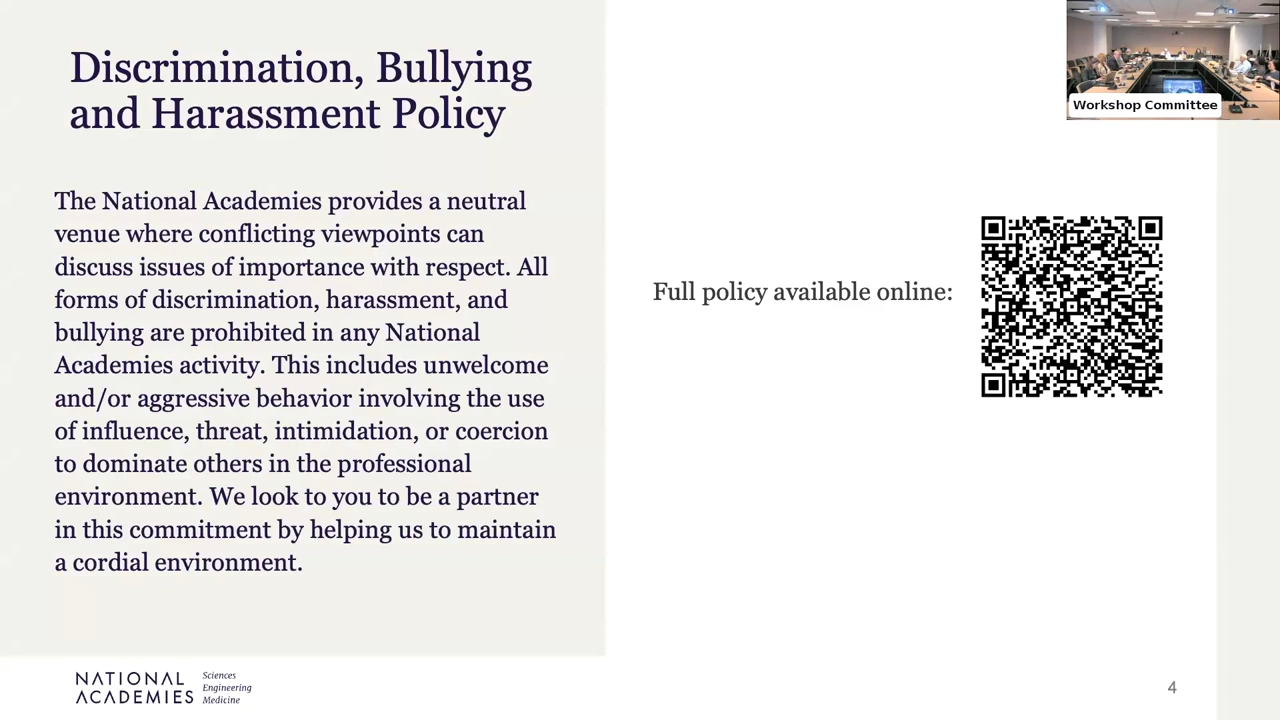 Discrimination, Bullying
and Harassment Policy
The National Academies provides a neutral
venue where conflicting viewpoints can
discuss issues of importance with respect. All
forms of discrimination, harassment, and
bullying are prohibited in any National
Academies activity. This includes unwelcome
and/or aggressive behavior involving the use
of influence, threat, intimidation, or coercion
to dominate others in the professional
environment. We look to you to be a partner
in this commitment by helping us to maintain
a cordial environment.
Full policy available online:
Workshop Committee
NATIONAL
ACADEMIES
Sciences
Engineering
Medicine
4